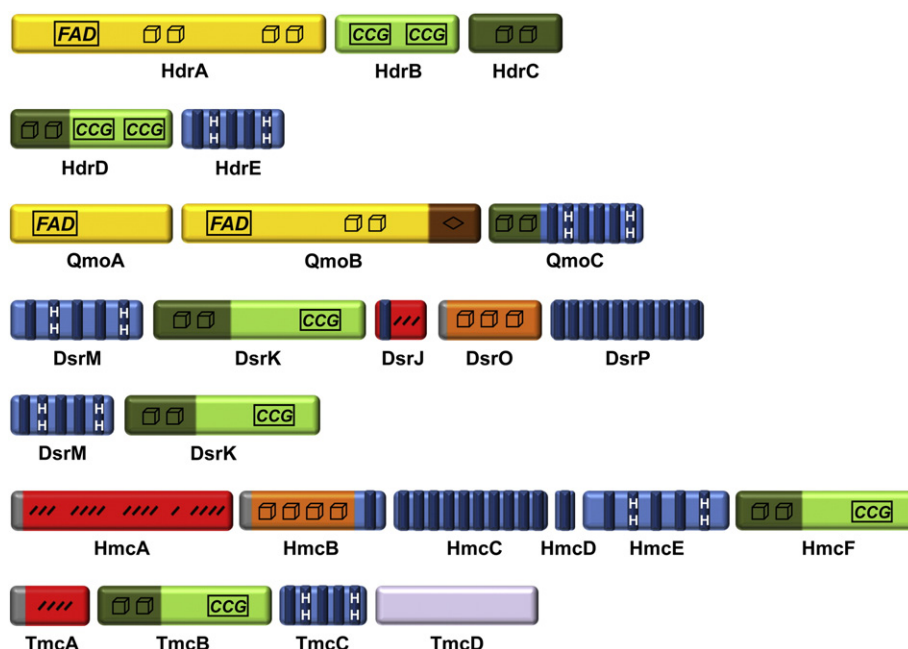 FAD CCG CCG
HdrA HdrB HdrC
CCG CCG H H H H
HdrD HdrE
FAD FAD H H H H
QmoA QmoB QmoC
H H H H CCG
DsrM DsrK DsrJ DsrO DsrP
H H H H CCG
DsrM DsrK
H H H H CCG
HmcA HmcB HmcC HmcD HmcE HmcF
CCG H H H H
TmcA TmcB TmcC TmcD